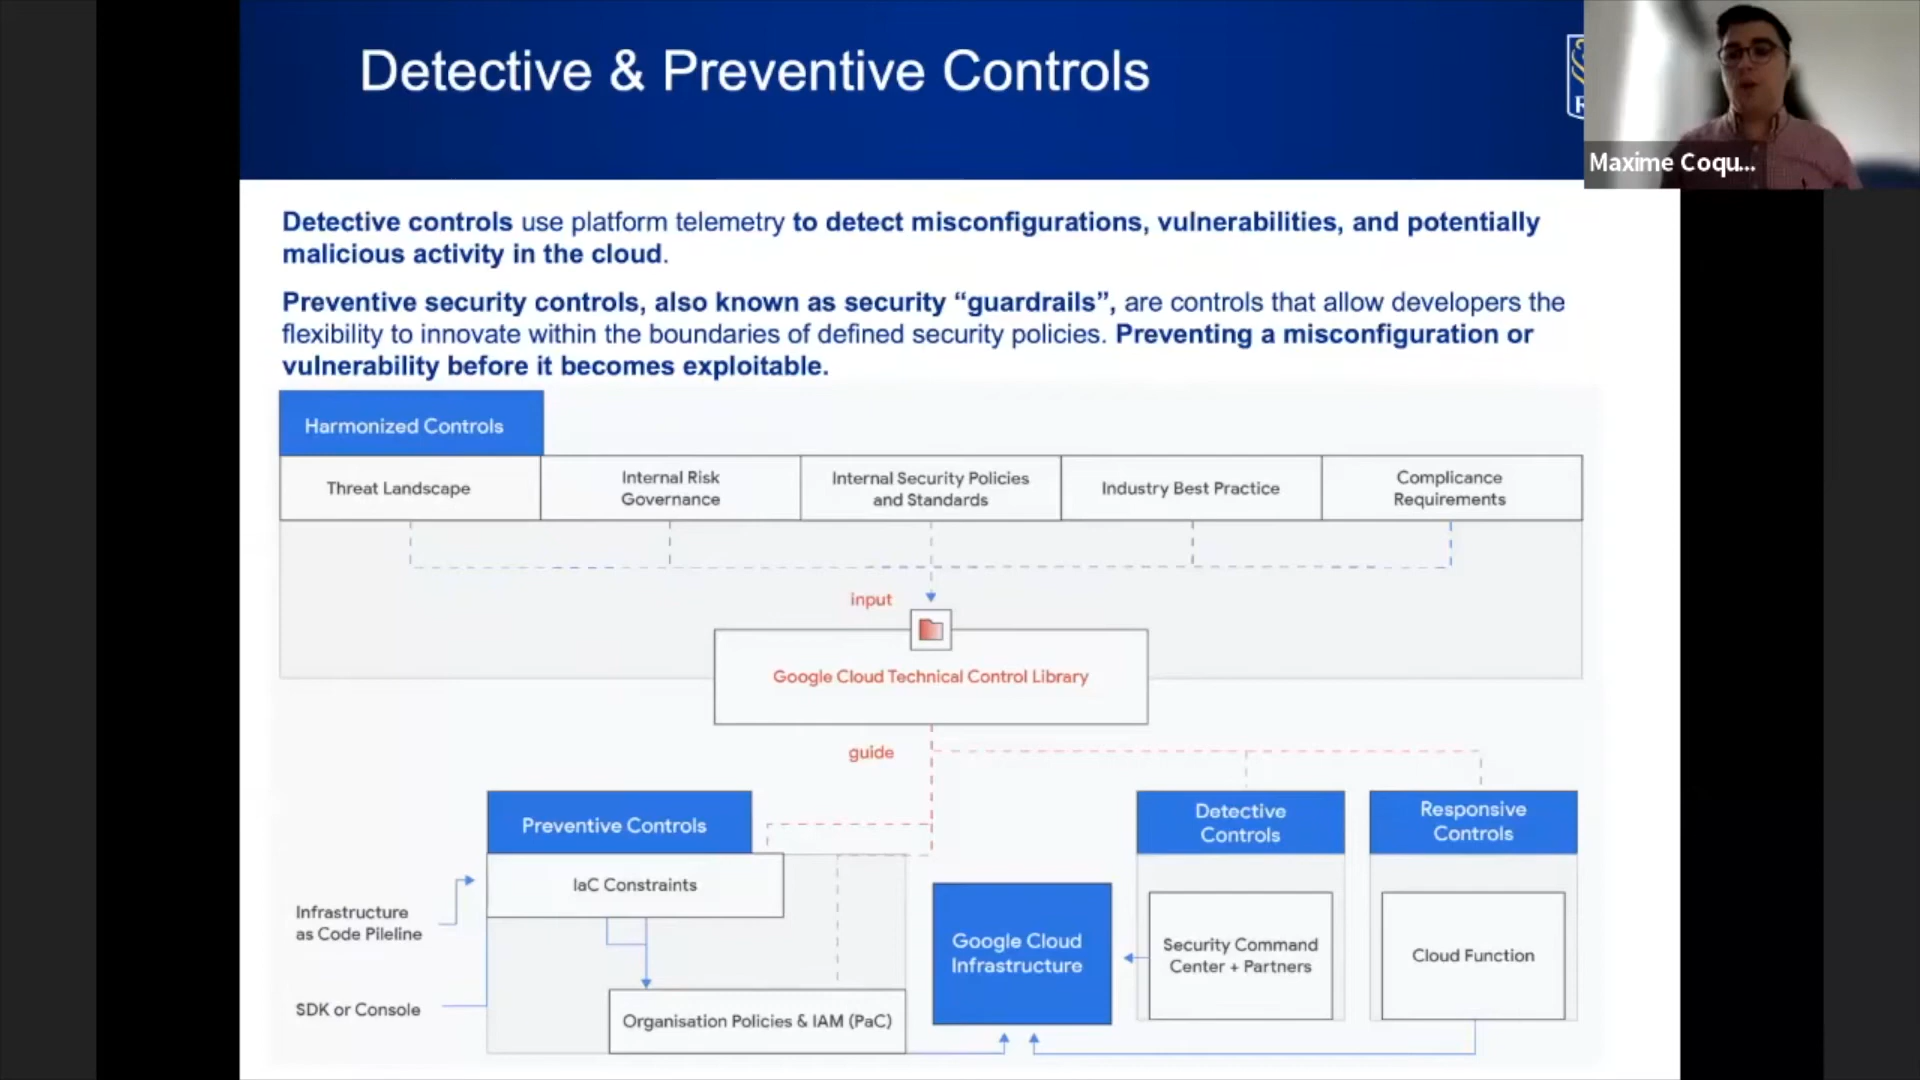 Detective & Preventive Controls
R
Maxime Coqu...
Detective controls use platform telemetry to detect misconfigurations, vulnerabilities, and potentially
malicious activity in the cloud.
Preventive security controls, also known as security “guardrails”, are controls that allow developers the
flexibility to innovate within the boundaries of defined security policies. Preventing a misconfiguration or
vulnerability before it becomes exploitable.
Harmonized Controls
Threat Landscape
Internal Risk
Governance
Internal Security Policies
and Standards
Industry Best Practice
Complicance
Requirements
input
Google Cloud Technical Control Library
guide
Preventive Controls
IaC Constraints
Infrastructure
as Code Pileline
SDK or Console
Organisation Policies & IAM (PaC)
Google Cloud
Infrastructure
Detective
Controls
Security Command
Center + Partners
Responsive
Controls
Cloud Function